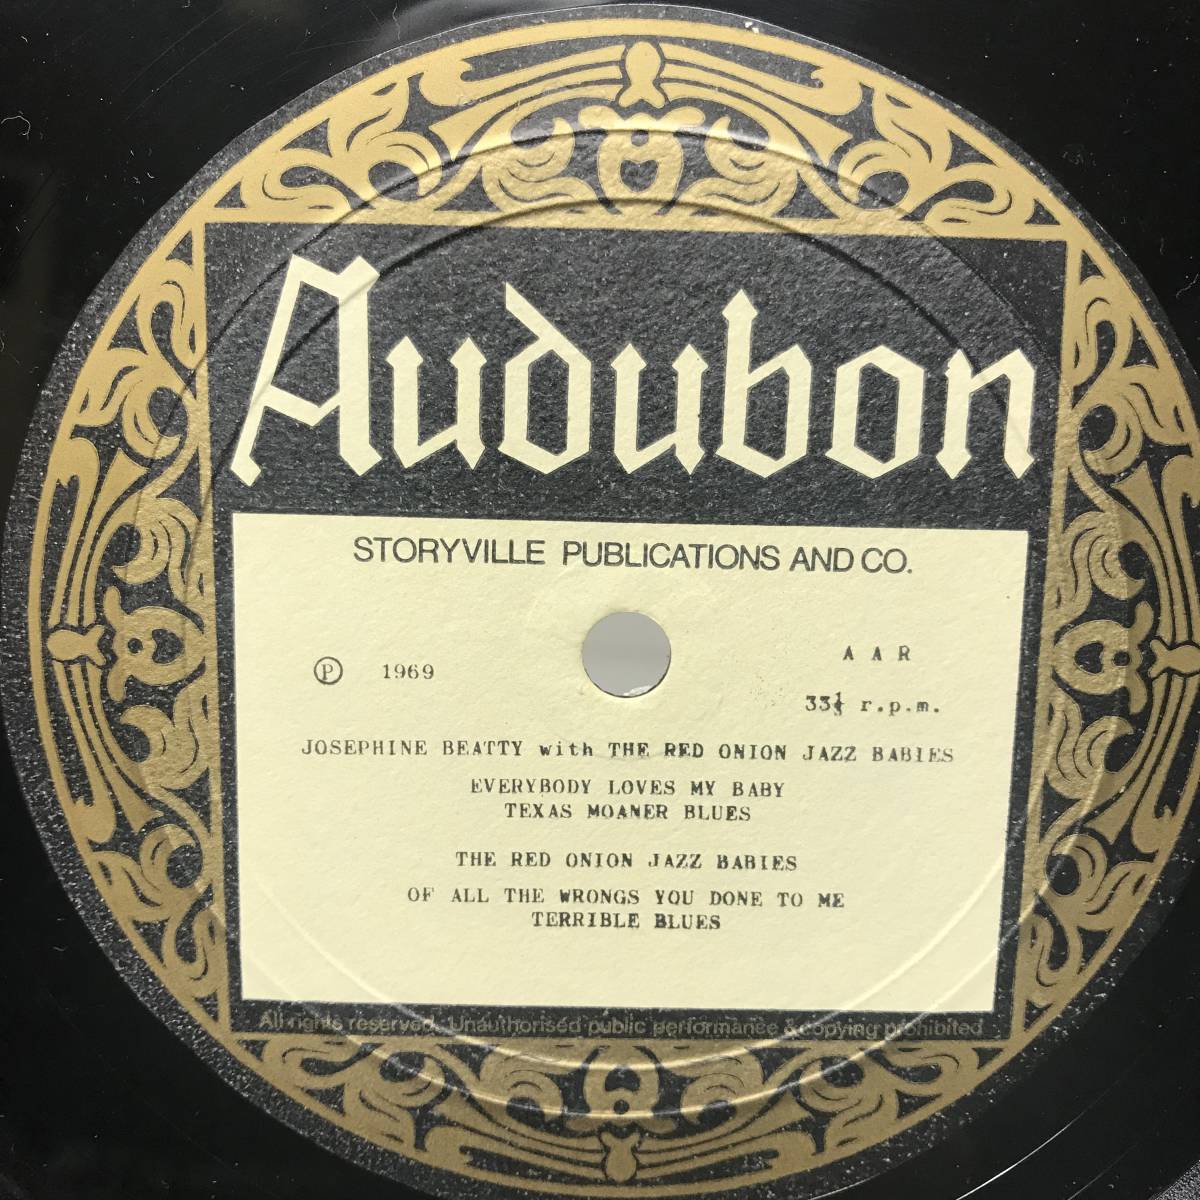 Audubon
STORYVILLE PUBLICATIONS AND CO.
Ⓟ 1969
A A R
33⅓ r.p.m.
JOSEPHINE BEATTY with THE RED ONION JAZZ BABIES
EVERYBODY LOVES MY BABY
TEXAS MOANER BLUES
THE RED ONION JAZZ BABIES
OF ALL THE WRONGS YOU DONE TO ME
TERRIBLE BLUES
All rights reserved. Unauthorised public performance & copying prohibited